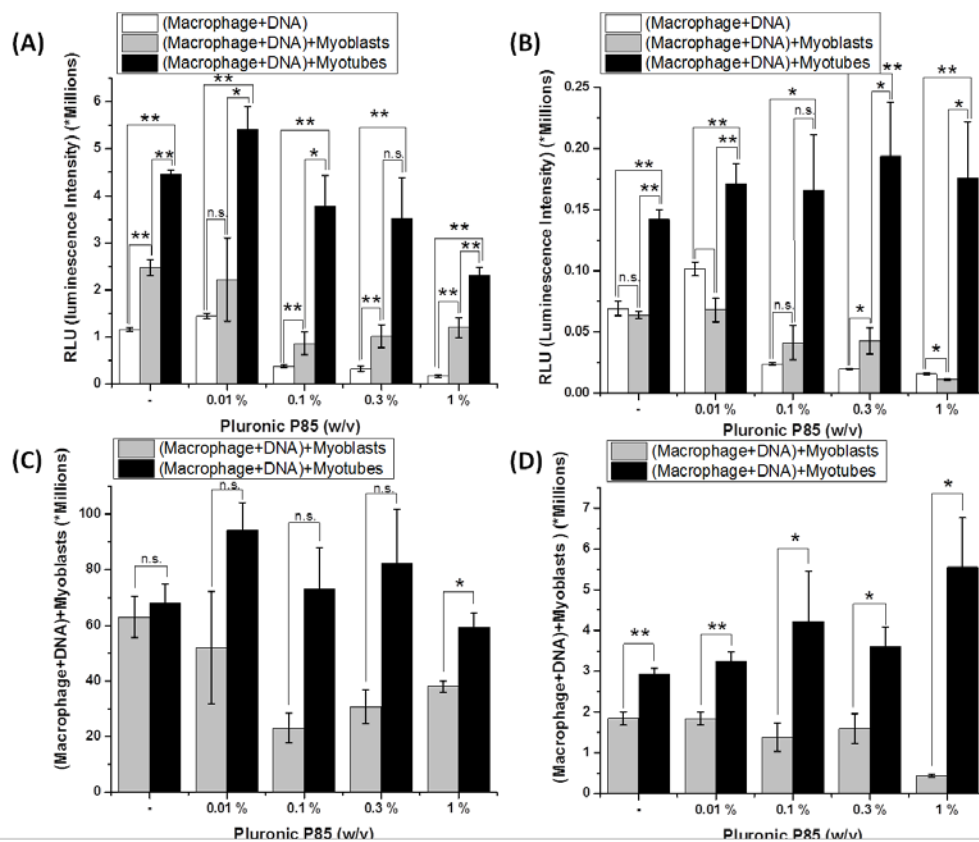 (A)
(Macrophage+DNA)
(Macrophage+DNA)+Myoblasts
(Macrophage+DNA)+Myotubes
RLU (luminescence Intensity) (*Millions)
6
5
4
3
2
1
0
** ** **
** * n.s.
** * **
** n.s. **
** ** **
- 0.01 % 0.1 % 0.3 % 1 %
Pluronic P85 (w/v)
(B)
(Macrophage+DNA)
(Macrophage+DNA)+Myoblasts
(Macrophage+DNA)+Myotubes
RLU (Luminescence Intensity) (*Millions)
0.25
0.20
0.15
0.10
0.05
0.00
** ** n.s.
** **
* n.s. n.s.
** * *
** * *
- 0.01 % 0.1 % 0.3 % 1 %
Pluronic P85 (w/v)
(C)
(Macrophage+DNA)+Myoblasts
(Macrophage+DNA)+Myotubes
(Macrophage+DNA)+Myoblasts (*Millions)
100
80
60
40
20
0
n.s. n.s. n.s. n.s. *
- 0.01 % 0.1 % 0.3 % 1 %
Pluronic P85 (w/v)
(D)
(Macrophage+DNA)+Myoblasts
(Macrophage+DNA)+Myotubes
(Macrophage+DNA)+Myoblasts ) (*Millions)
7
6
5
4
3
2
1
0
** ** * * *
- 0.01 % 0.1 % 0.3 % 1 %
Pluronic P85 (w/v)